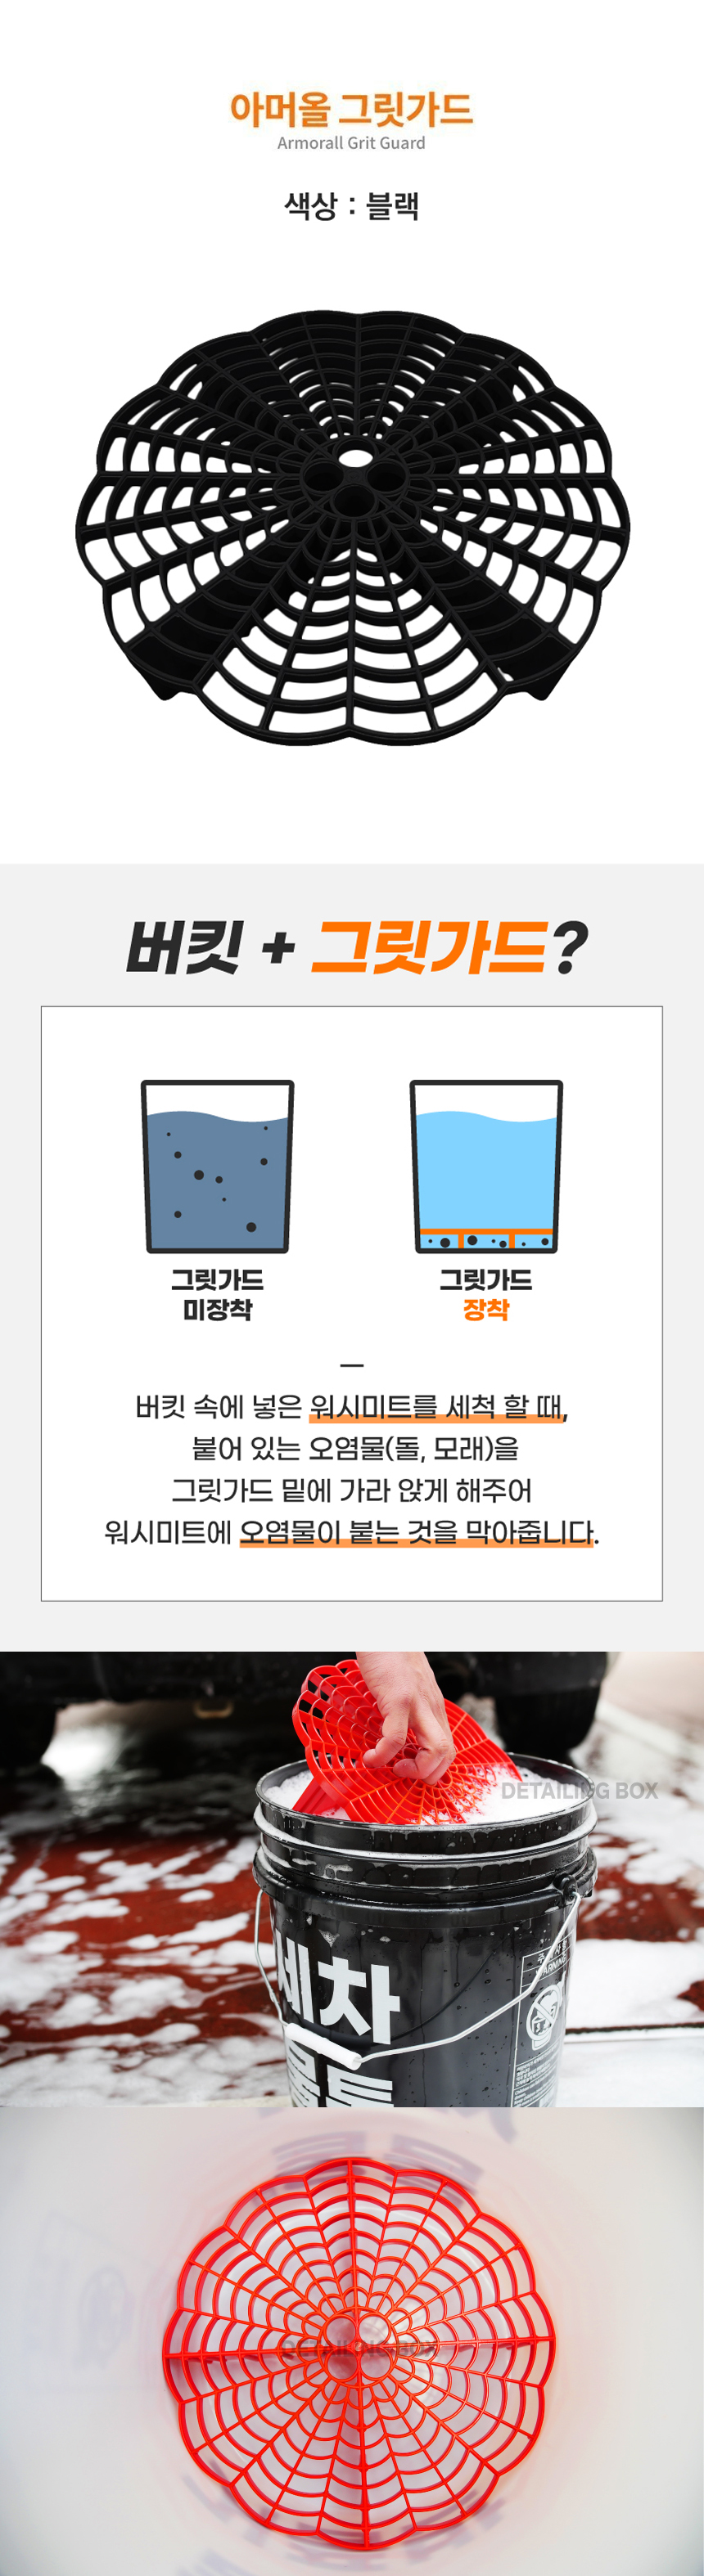 아머올 그릿가드
Armorall Grit Guard
색상 : 블랙
버킷 + 그릿가드?
그릿가드
미장착
그릿가드
장착
버킷 속에 넣은 워시미트를 세척 할 때,
붙어 있는 오염물(돌, 모래)을
그릿가드 밑에 가라 앉게 해주어
워시미트에 오염물이 붙는 것을 막아줍니다.
DETAILING BOX
세차
WARNING
DETAILING BOX